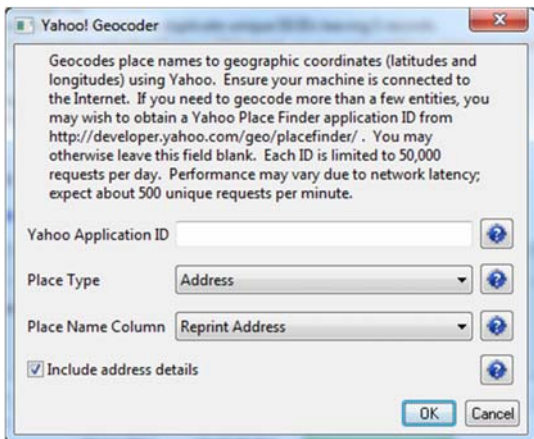 Yahoo! Geocoder
Geocodes place names to geographic coordinates (latitudes and
longitudes) using Yahoo. Ensure your machine is connected to
the Internet. If you need to geocode more than a few entities, you
may wish to obtain a Yahoo Place Finder application ID from
http://developer.yahoo.com/geo/placefinder/ . You may
otherwise leave this field blank. Each ID is limited to 50,000
requests per day. Performance may vary due to network latency;
expect about 500 unique requests per minute.
Yahoo Application ID
Place Type Address
Place Name Column Reprint Address
Include address details
OK Cancel